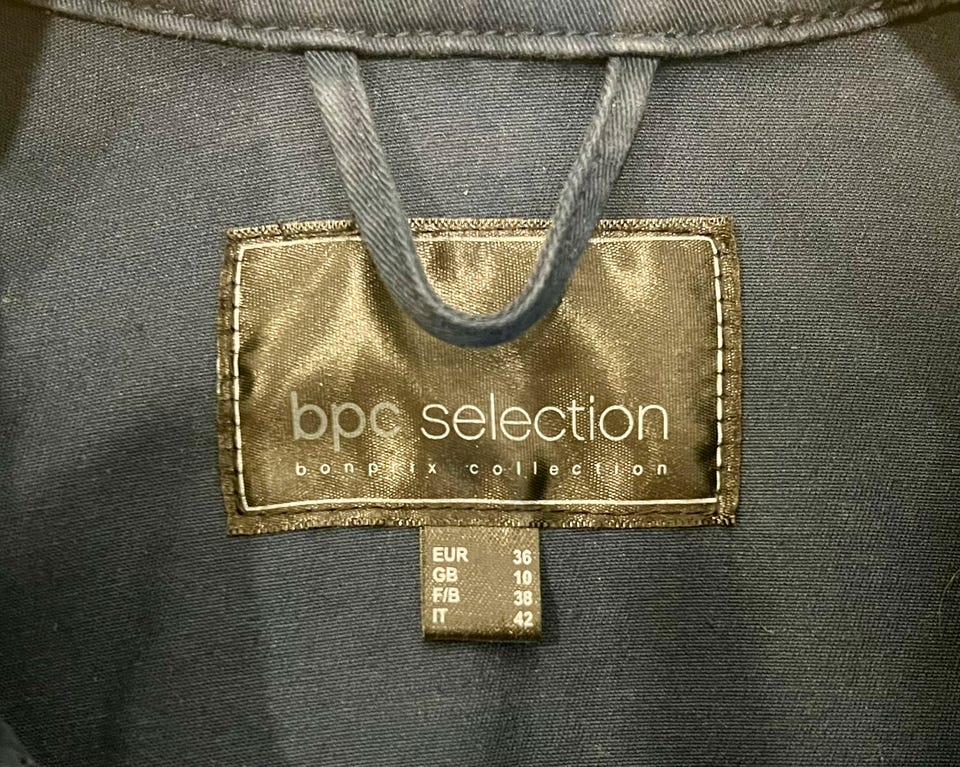 bpc selection
bonprix collection
EUR 36
GB 10
F/B 38
IT 42